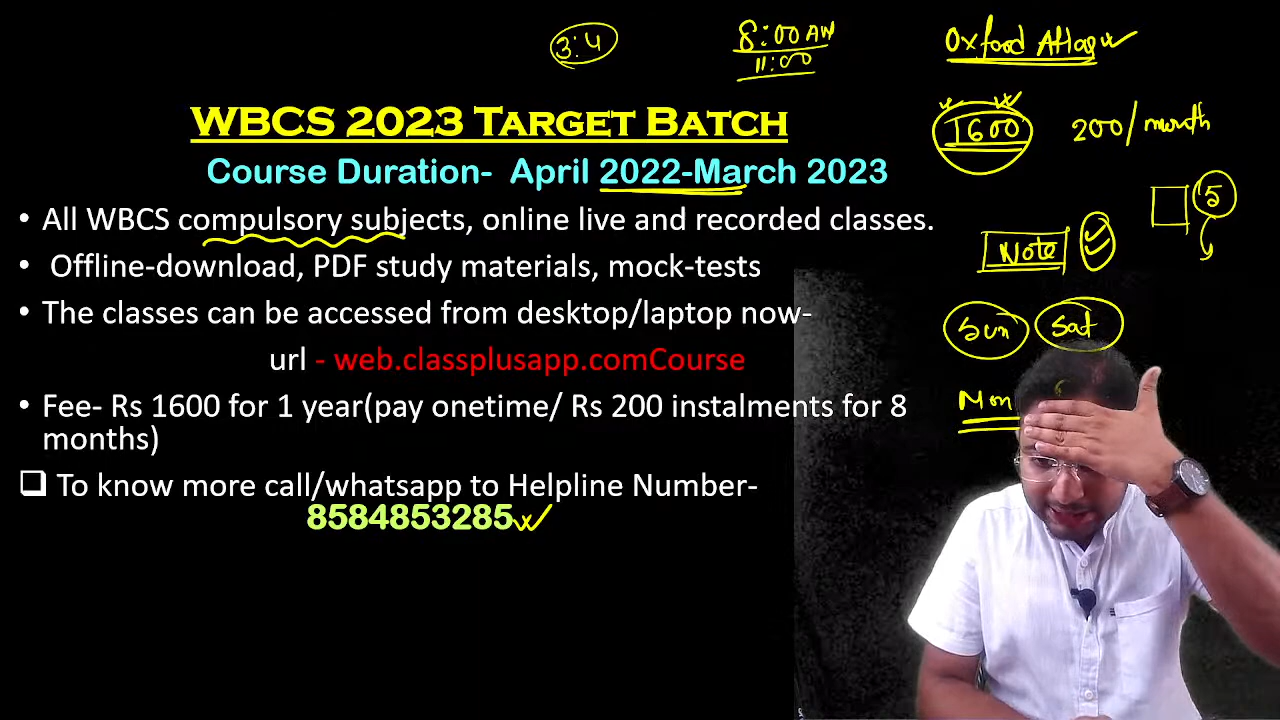 3:4
8:00 AM
11:00
Oxford Atlas
WBCS 2023 TARGET BATCH
1600
200/month
Course Duration-  April 2022-March 2023
5
• All WBCS compulsory subjects, online live and recorded classes.
Note
•  Offline-download, PDF study materials, mock-tests
• The classes can be accessed from desktop/laptop now-
Sun Sat
url - web.classplusapp.comCourse
• Fee- Rs 1600 for 1 year(pay onetime/ Rs 200 instalments for 8
Mon
months)
❑ To know more call/whatsapp to Helpline Number-
8584853285